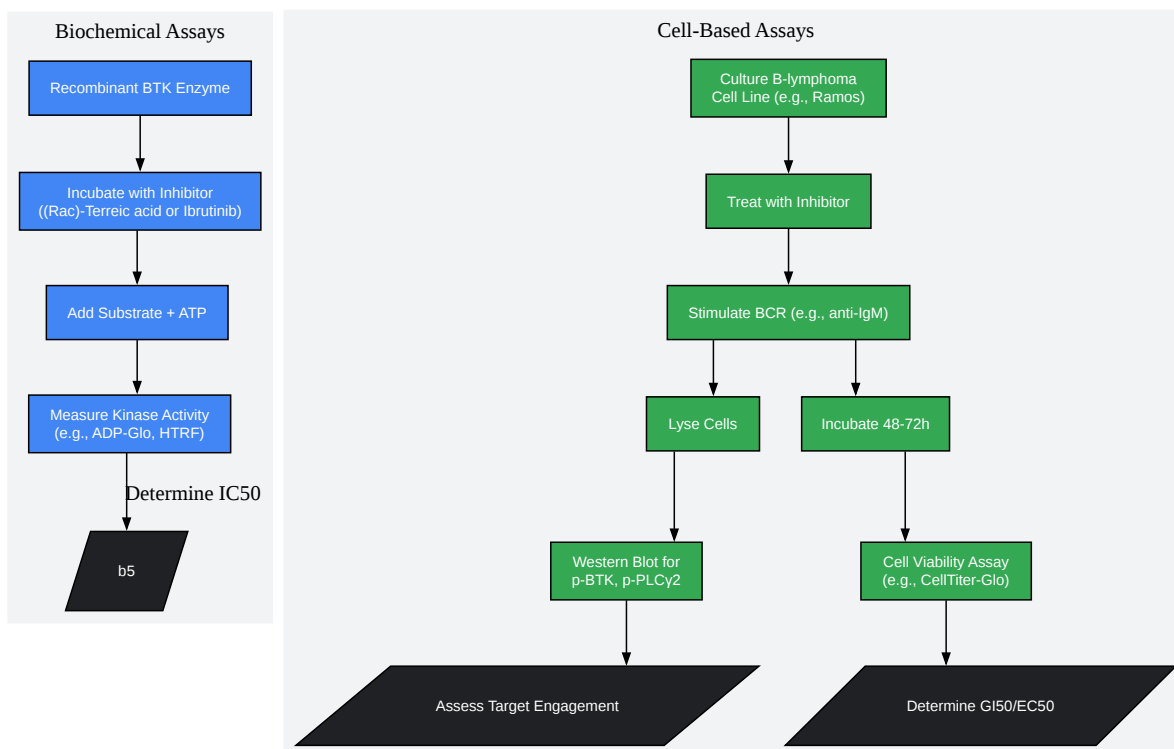 Biochemical Assays
Recombinant BTK Enzyme
Incubate with Inhibitor
((Rac)-Terreic acid or Ibrutinib)
Add Substrate + ATP
Measure Kinase Activity
(e.g., ADP-Glo, HTRF)
Determine IC50
b5
Cell-Based Assays
Culture B-lymphoma
Cell Line (e.g., Ramos)
Treat with Inhibitor
Stimulate BCR (e.g., anti-IgM)
Lyse Cells
Incubate 48-72h
Western Blot for
p-BTK, p-PLCγ2
Cell Viability Assay
(e.g., CellTiter-Glo)
Assess Target Engagement
Determine GI50/EC50